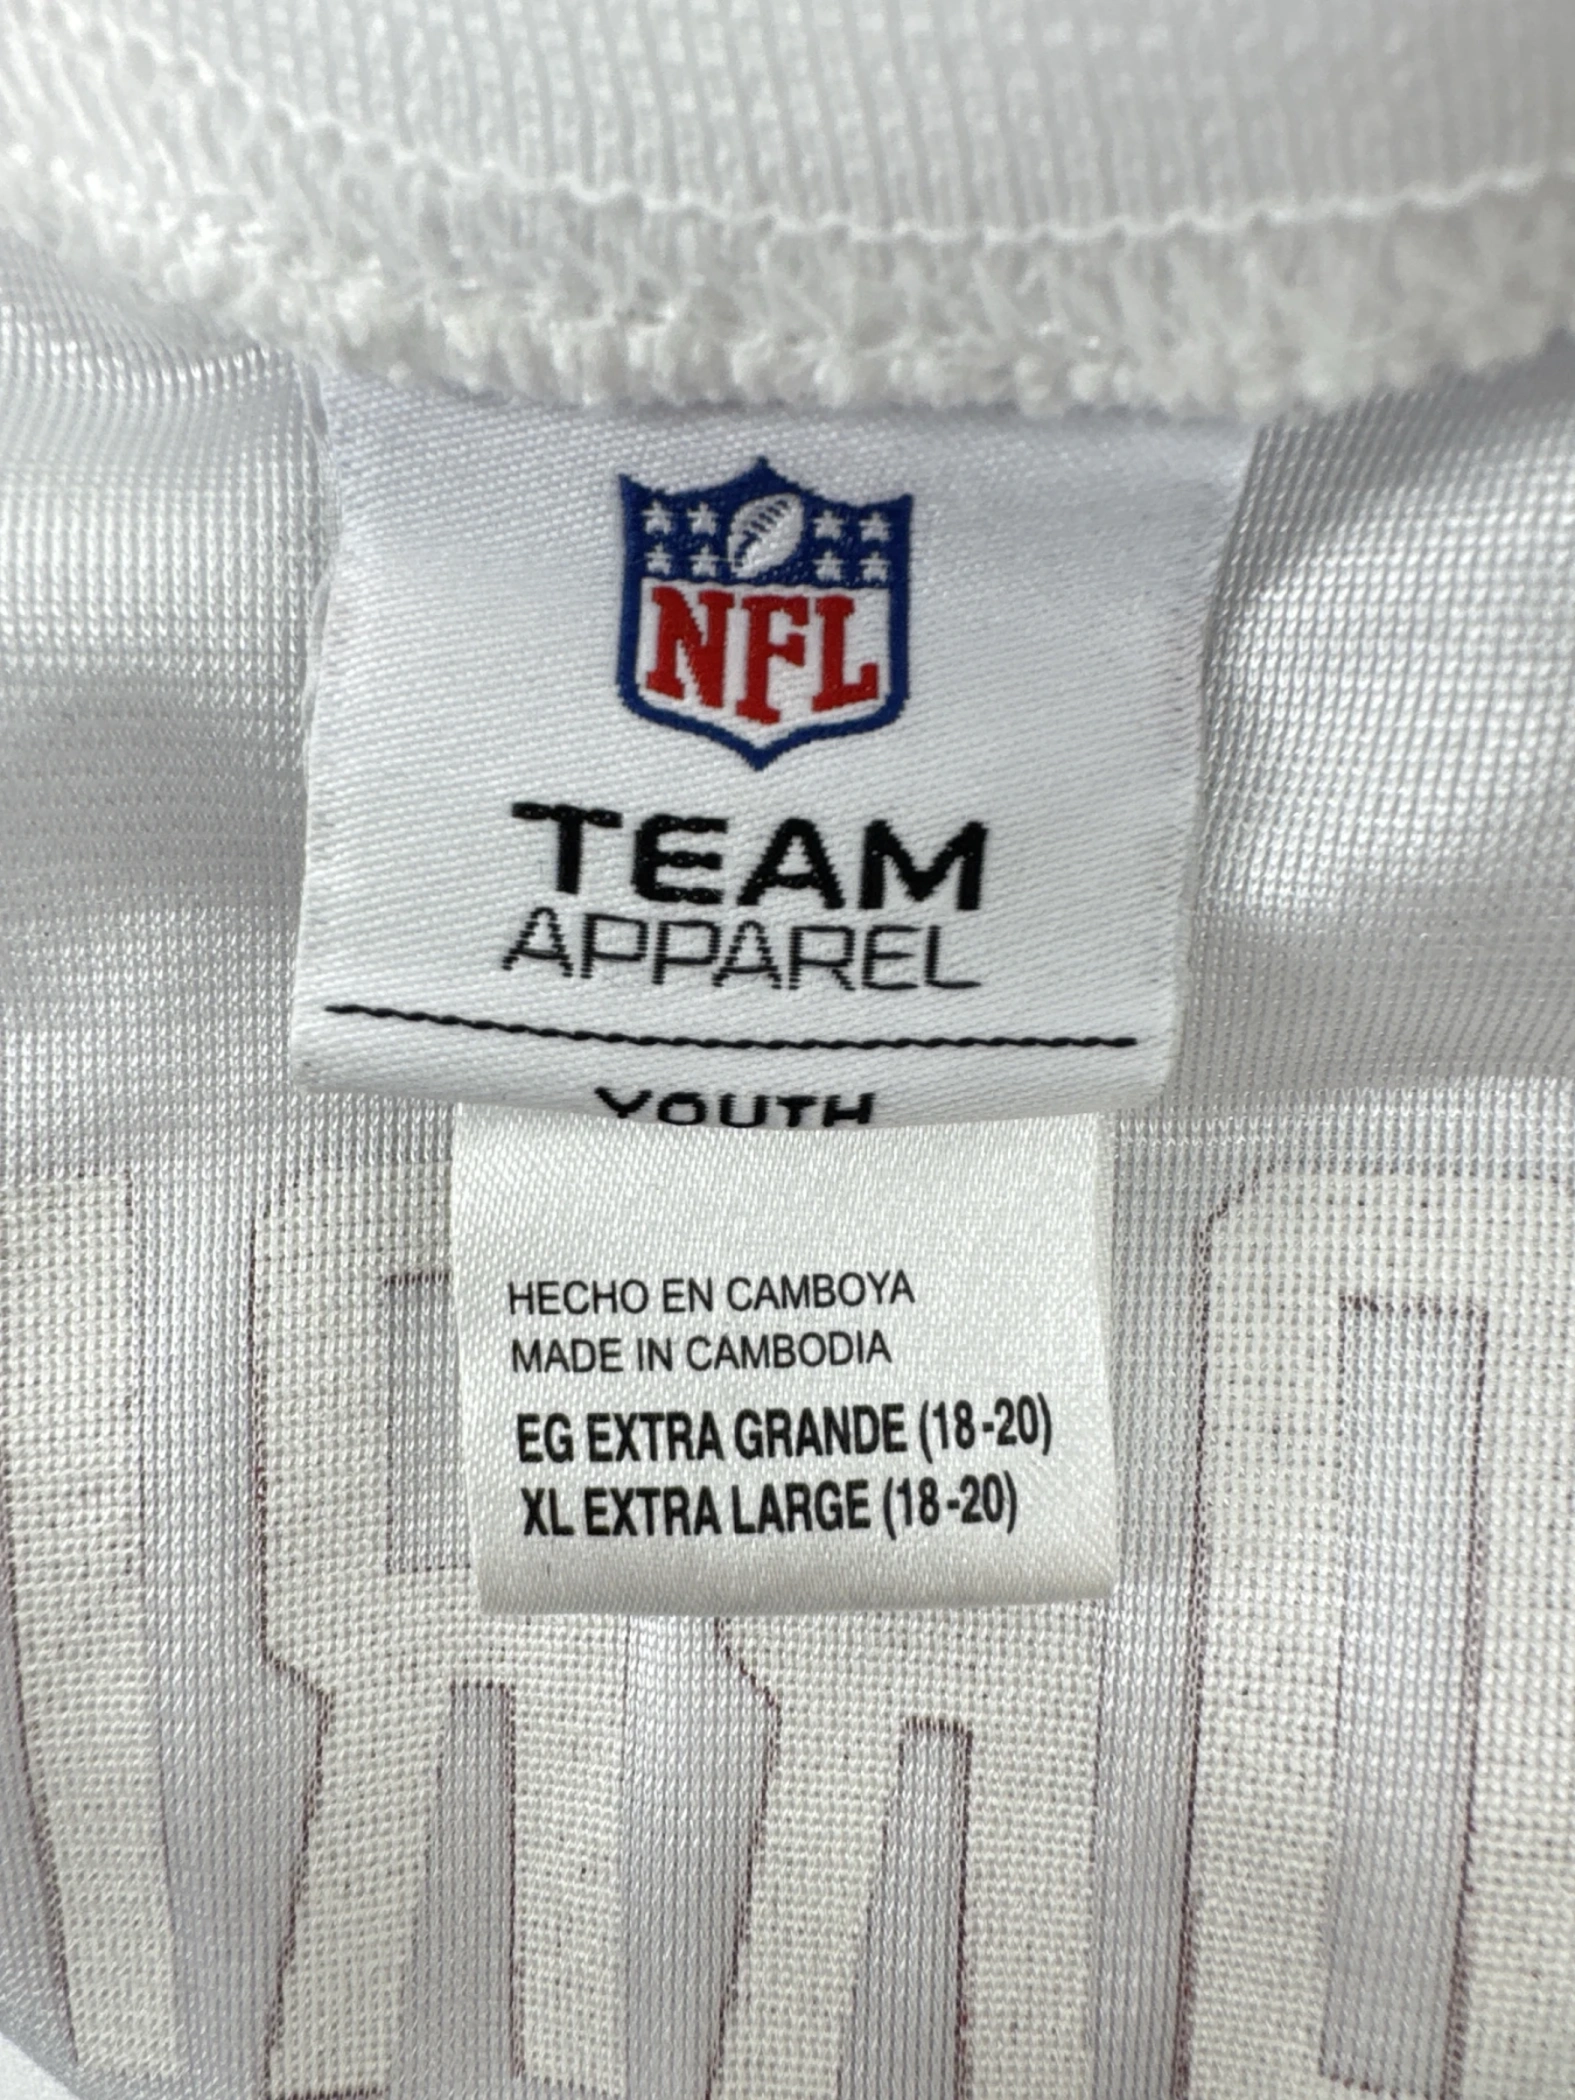 NFL
TEAM
APPAREL
YOUTH
HECHO EN CAMBOYA
MADE IN CAMBODIA
EG EXTRA GRANDE (18-20)
XL EXTRA LARGE (18-20)